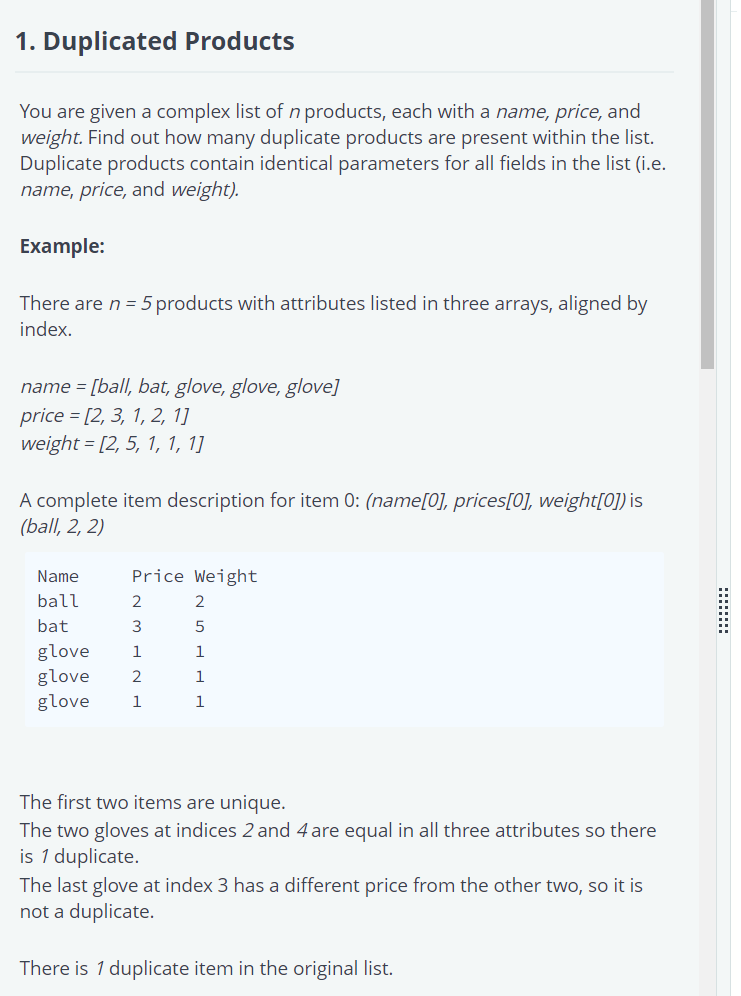 1. Duplicated Products
You are given a complex list of n products, each with a name, price, and
weight. Find out how many duplicate products are present within the list.
Duplicate products contain identical parameters for all fields in the list (i.e.
name, price, and weight).
Example:
There are n = 5 products with attributes listed in three arrays, aligned by
index.
name = [ball, bat, glove, glove, glove]
price = [2, 3, 1, 2, 1]
weight = [2, 5, 1, 1, 1]
A complete item description for item 0: (name[0], prices[0], weight[0]) is
(ball, 2, 2)
Name Price Weight
ball 2 2
bat 3 5
glove 1 1
glove 2 1
glove 1 1
The first two items are unique.
The two gloves at indices 2 and 4 are equal in all three attributes so there
is 1 duplicate.
The last glove at index 3 has a different price from the other two, so it is
not a duplicate.
There is 1 duplicate item in the original list.